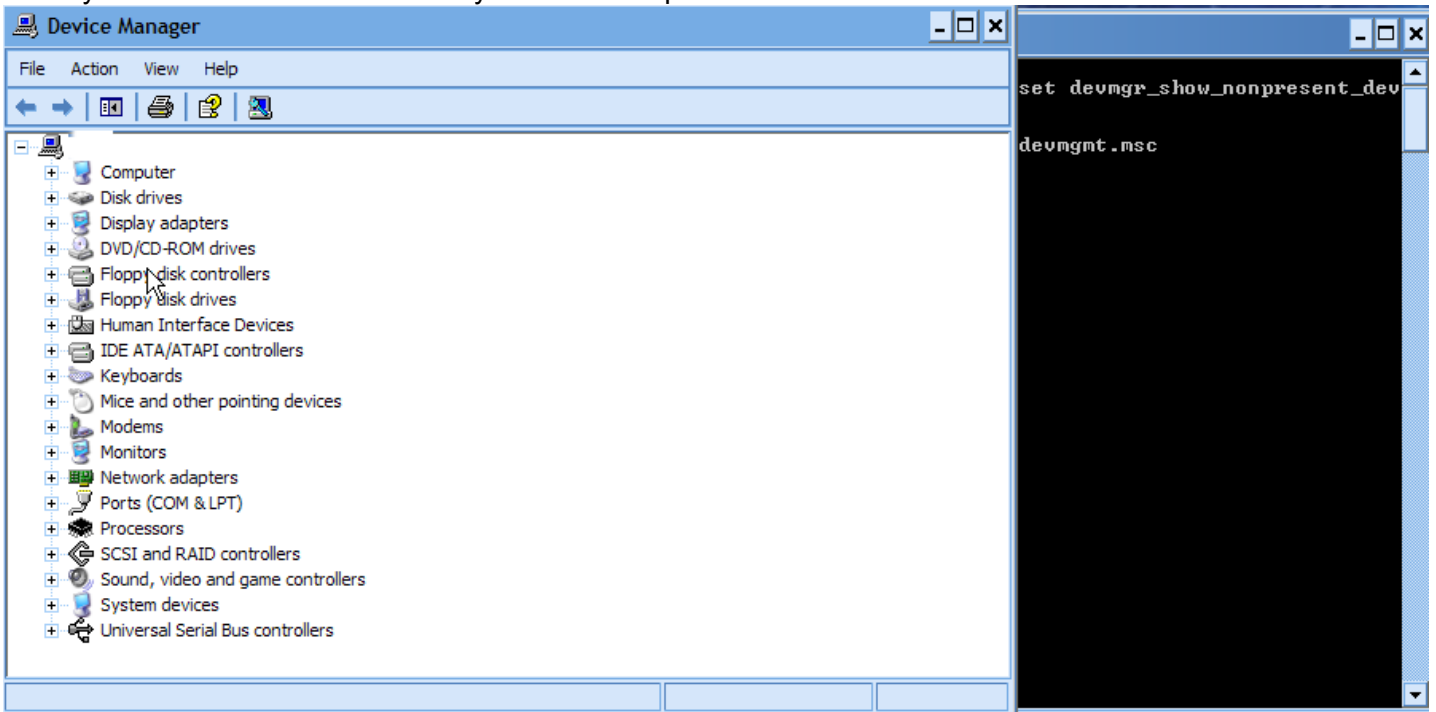 Device Manager
File Action View Help
Computer
Disk drives
Display adapters
DVD/CD-ROM drives
Floppy disk controllers
Floppy disk drives
Human Interface Devices
IDE ATA/ATAPI controllers
Keyboards
Mice and other pointing devices
Modems
Monitors
Network adapters
Ports (COM & LPT)
Processors
SCSI and RAID controllers
Sound, video and game controllers
System devices
Universal Serial Bus controllers
set devmgr_show_nonpresent_dev
devmgmt.msc